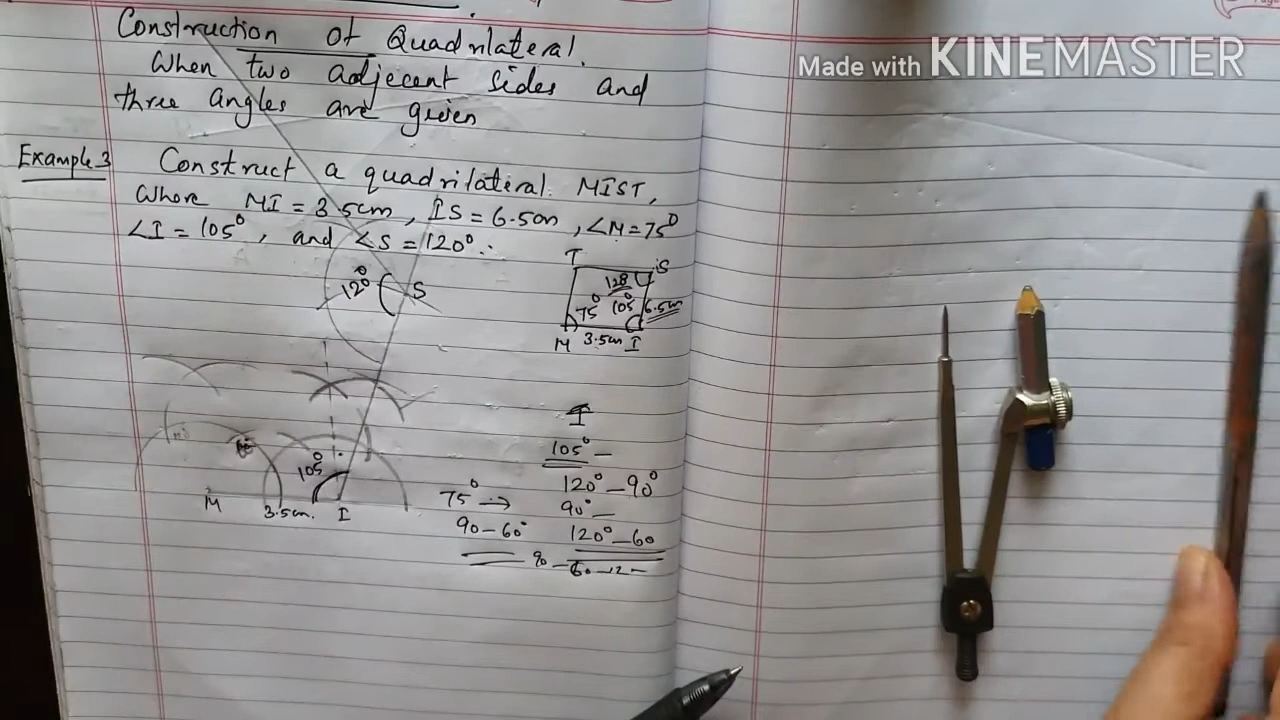 Construction of Quadrilateral.
When two adjecent sides and
three angles are given
Example 3 Construct a quadrilateral MIST,
Where MI = 3.5cm, IS = 6.5cm, ∠M = 75°
∠I = 105°, and ∠S = 120°.
T S
120°
75° 105° 6.5cm
M 3.5cm I
120° S
105°
M 3.5cm. I
I
105° –
120° – 90°
75° → 90° –
90 – 60° 120° – 60
Made with KINEMASTER